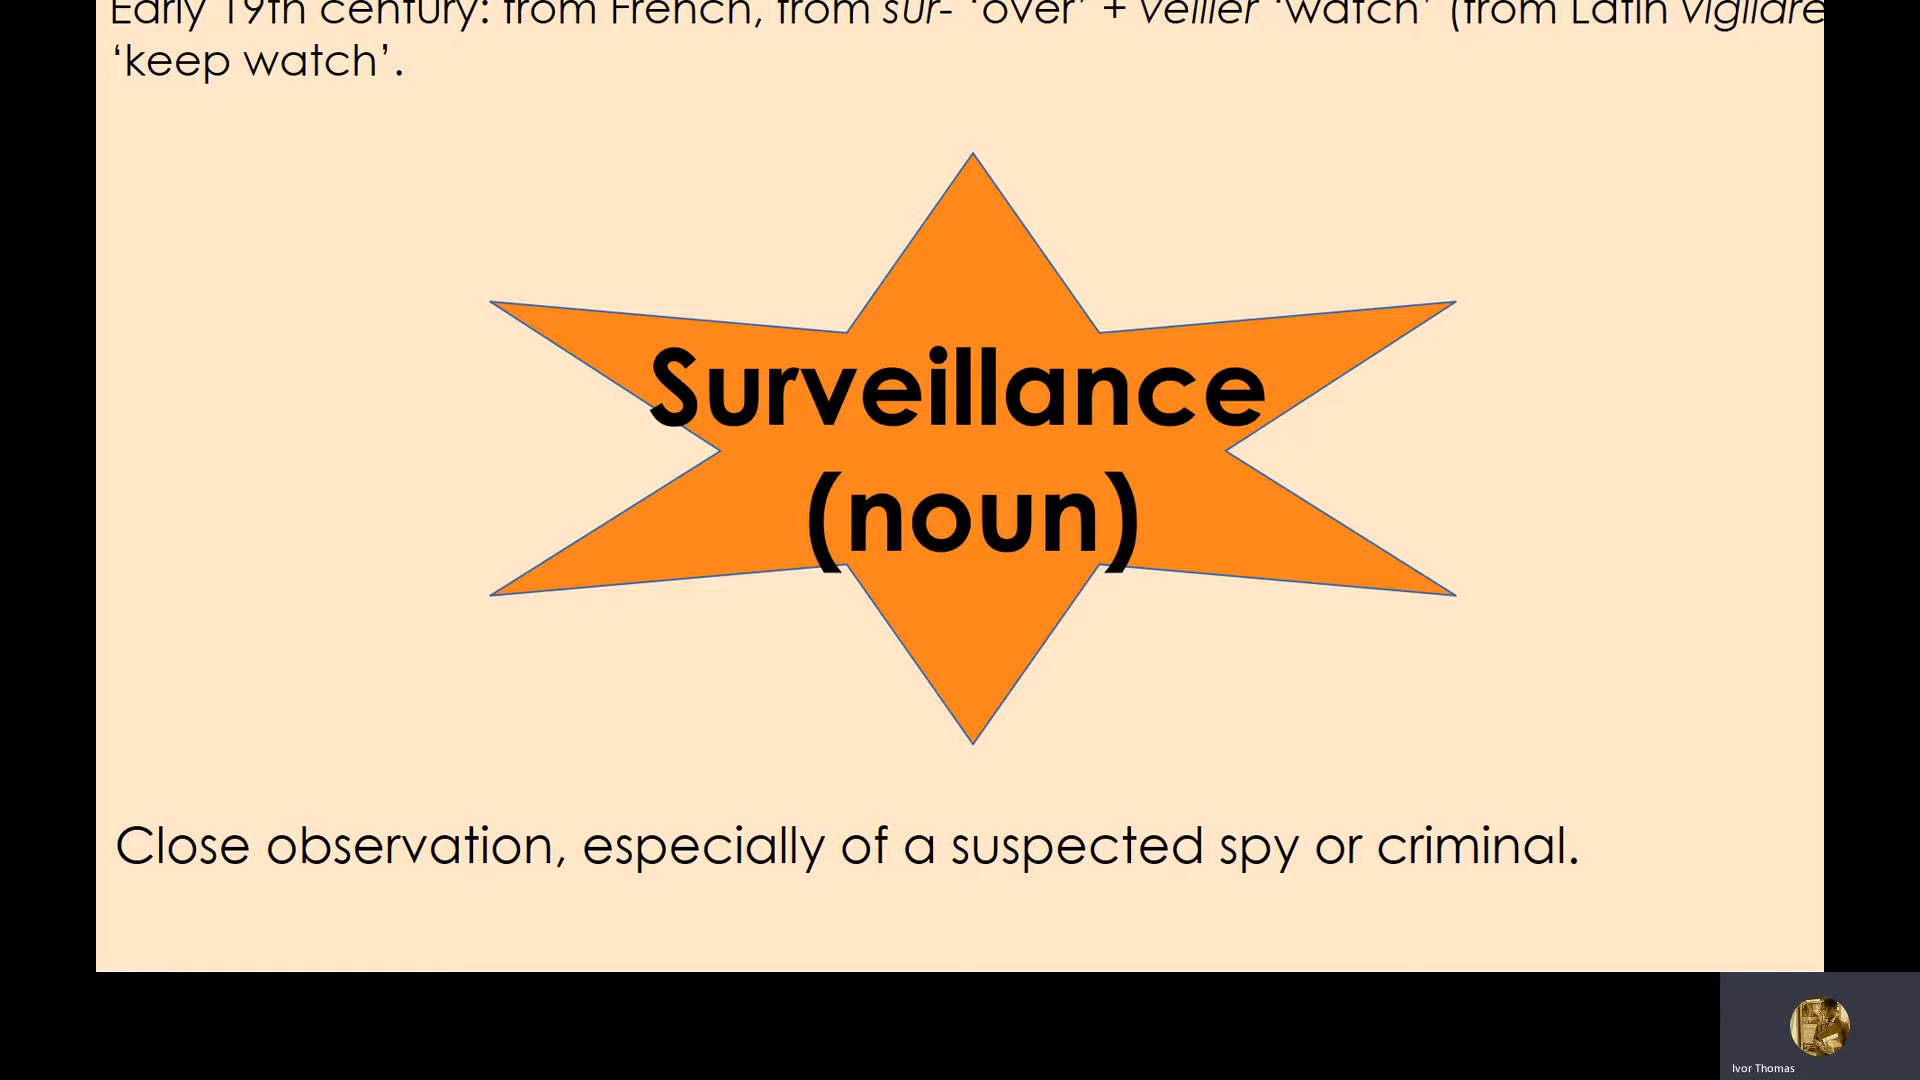 Early 19th century: from French, from sur- ‘over’ + veiller ‘watch’ (from Latin vigilare
‘keep watch’.
Surveillance
(noun)
Close observation, especially of a suspected spy or criminal.
Ivor Thomas